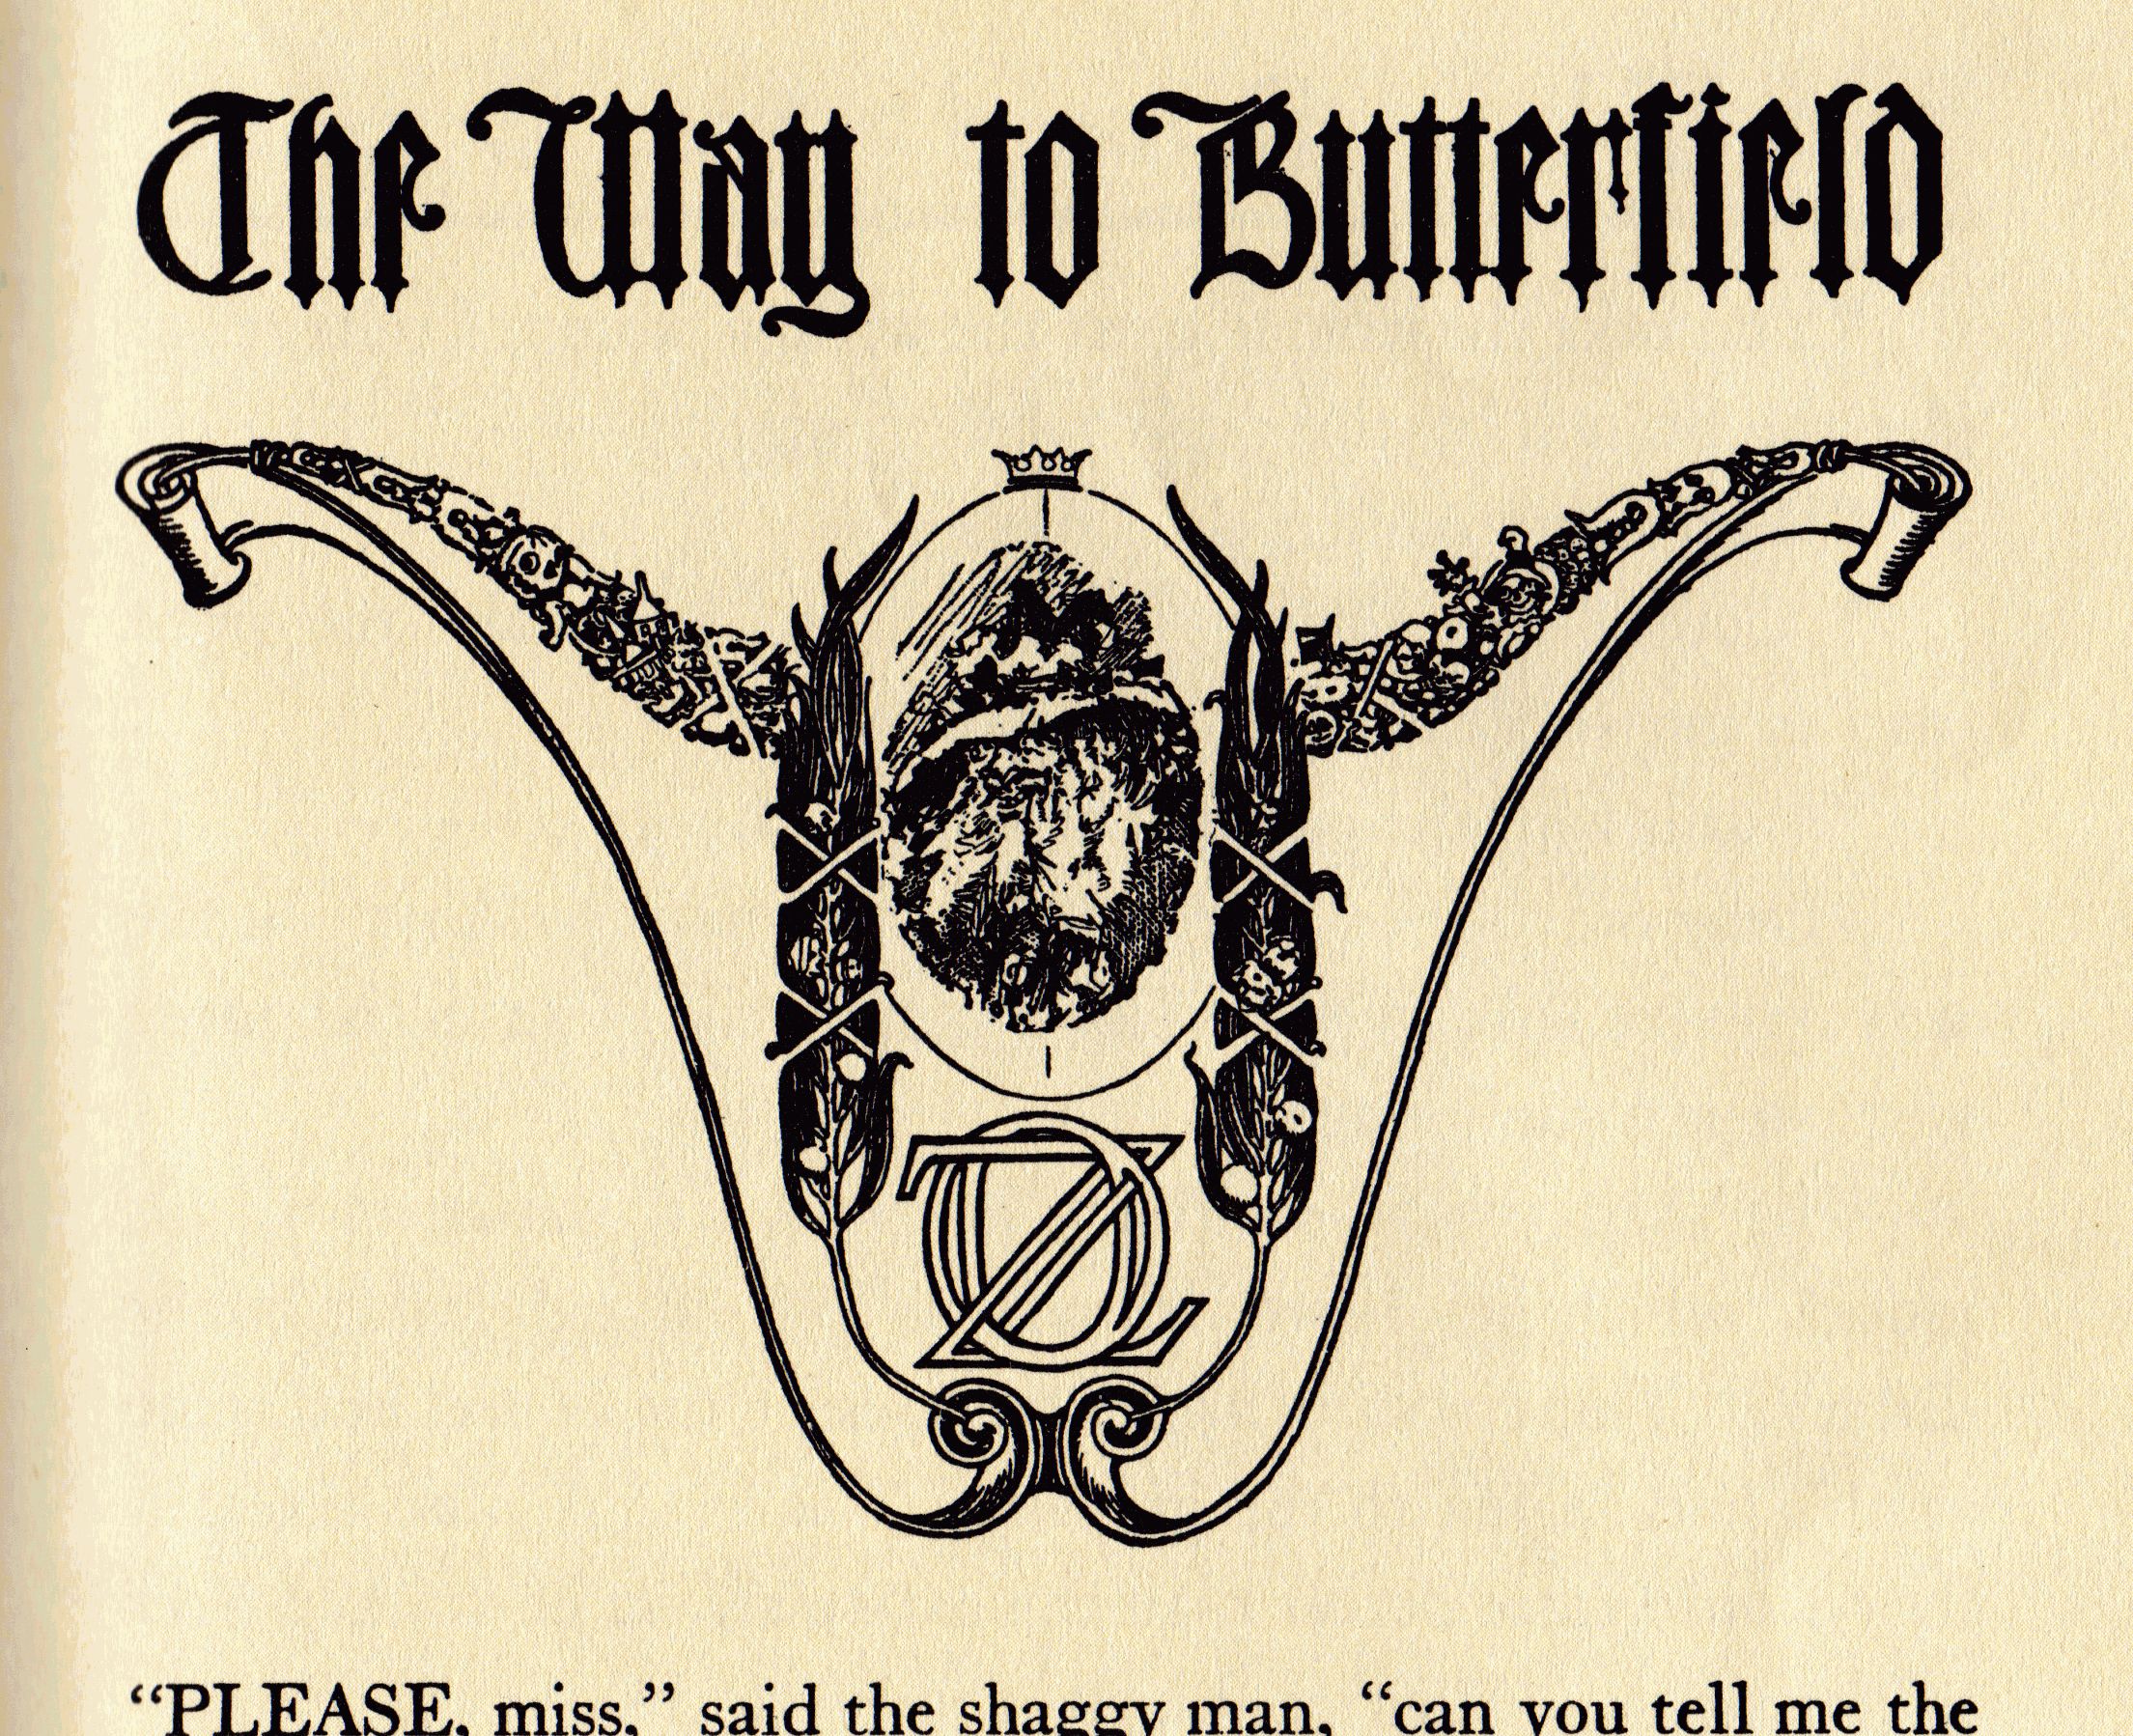 The Way to Butterfield
OZ
“PLEASE, miss,” said the shaggy man, “can you tell me the